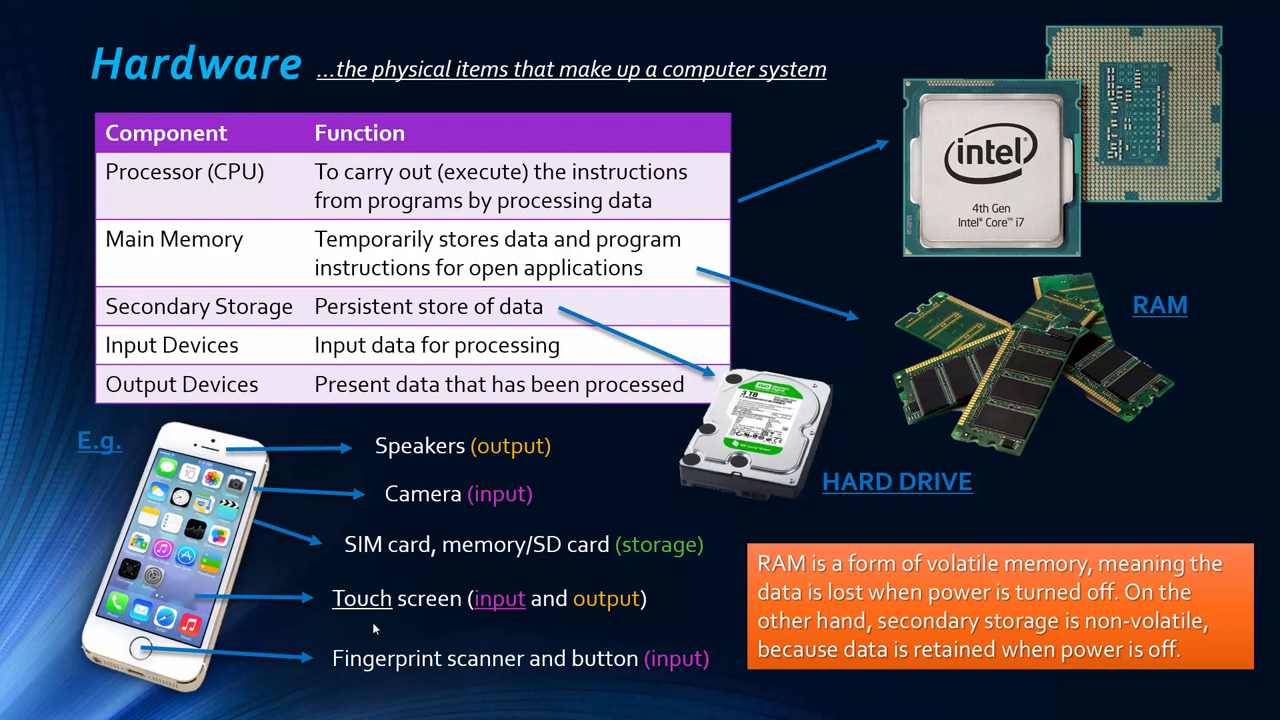 Hardware ...the physical items that make up a computer system
Component Function
Processor (CPU) To carry out (execute) the instructions
from programs by processing data
Main Memory Temporarily stores data and program
instructions for open applications
Secondary Storage Persistent store of data
Input Devices Input data for processing
Output Devices Present data that has been processed
intel
4th Gen
Intel® Core™ i7
RAM
3 TB
HARD DRIVE
E.g.
Speakers (output)
Camera (input)
SIM card, memory/SD card (storage)
Touch screen (input and output)
Fingerprint scanner and button (input)
RAM is a form of volatile memory, meaning the
data is lost when power is turned off. On the
other hand, secondary storage is non-volatile,
because data is retained when power is off.